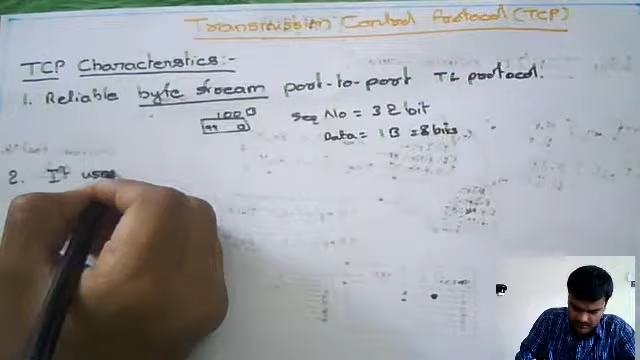 Transmission Control Protocol (TCP)
TCP Characterstics:-
1. Reliable byte stream port-to-port TL protocol.
100B
Seq No = 32 bit
99 0
Data = 1B = 8 bits.
2. It uses